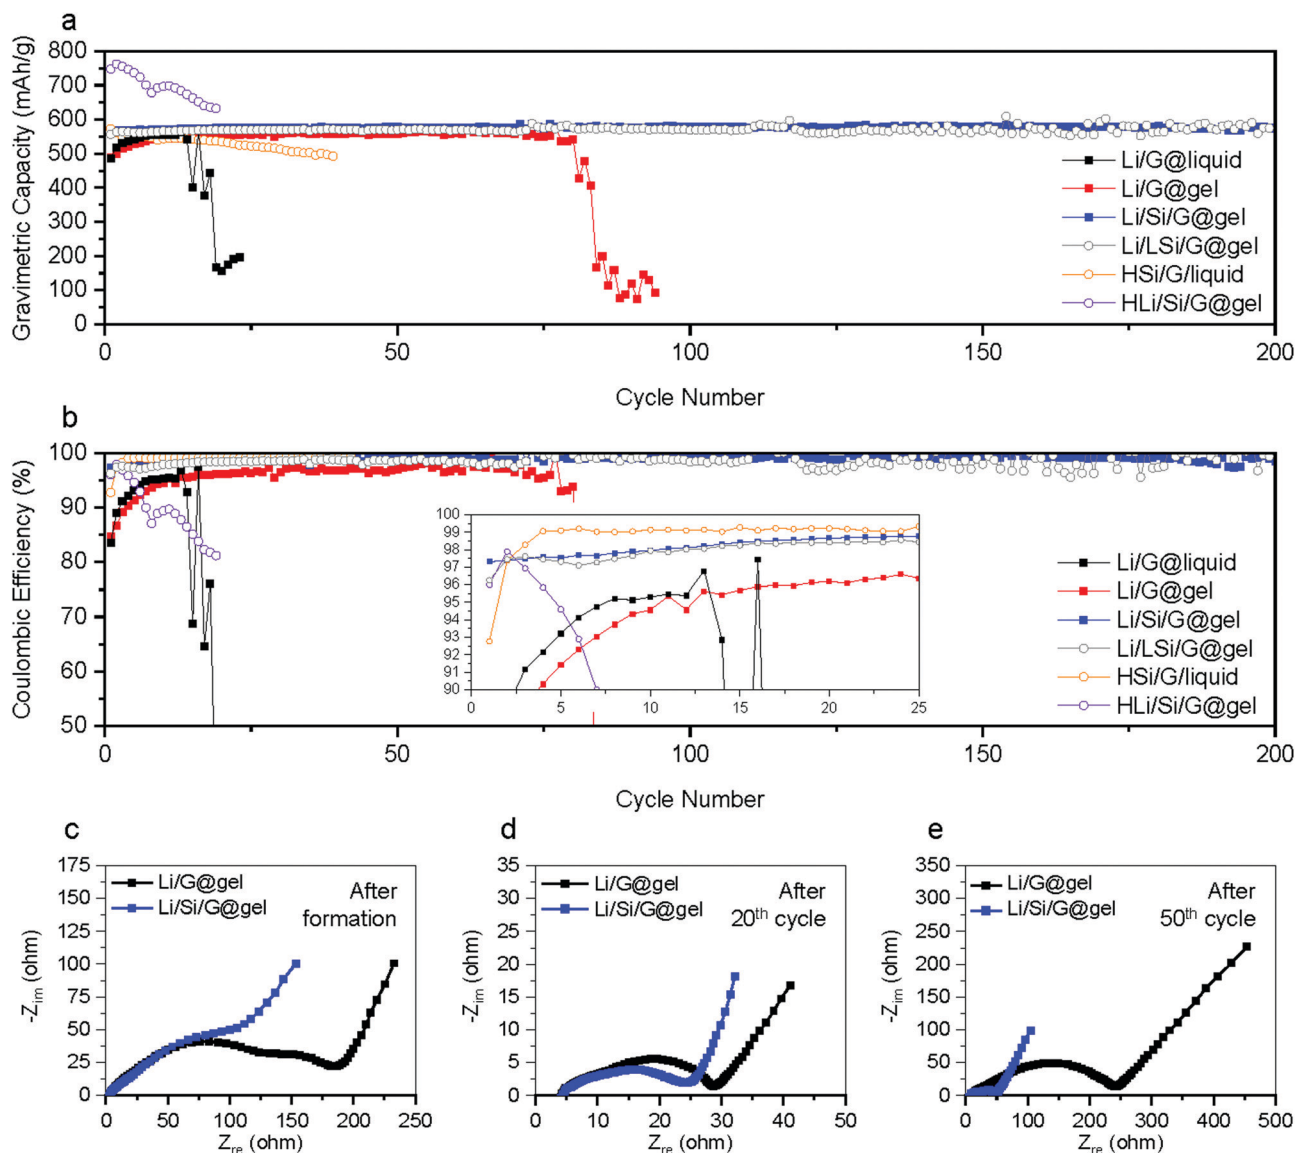 a
Gravimetric Capacity (mAh/g)
800
700
600
500
400
300
200
100
0
Li/G@liquid
Li/G@gel
Li/Si/G@gel
Li/LSi/G@gel
HSi/G/liquid
HLi/Si/G@gel
0 50 100 150 200
Cycle Number
b
Coulombic Efficiency (%)
100
90
80
70
60
50
100
99
98
97
96
95
94
93
92
91
90
0 5 10 15 20 25
Li/G@liquid
Li/G@gel
Li/Si/G@gel
Li/LSi/G@gel
HSi/G/liquid
HLi/Si/G@gel
0 50 100 150 200
Cycle Number
c
-Z_im (ohm)
175
150
125
100
75
50
25
0
Li/G@gel
Li/Si/G@gel
After
formation
0 50 100 150 200 250
Z_re (ohm)
d
-Z_im (ohm)
35
30
25
20
15
10
5
0
Li/G@gel
Li/Si/G@gel
After
20th cycle
0 10 20 30 40 50
Z_re (ohm)
e
-Z_im (ohm)
350
300
250
200
150
100
50
0
Li/G@gel
Li/Si/G@gel
After
50th cycle
0 50 100 150 200 250 300 350 400 450 500
Z_re (ohm)